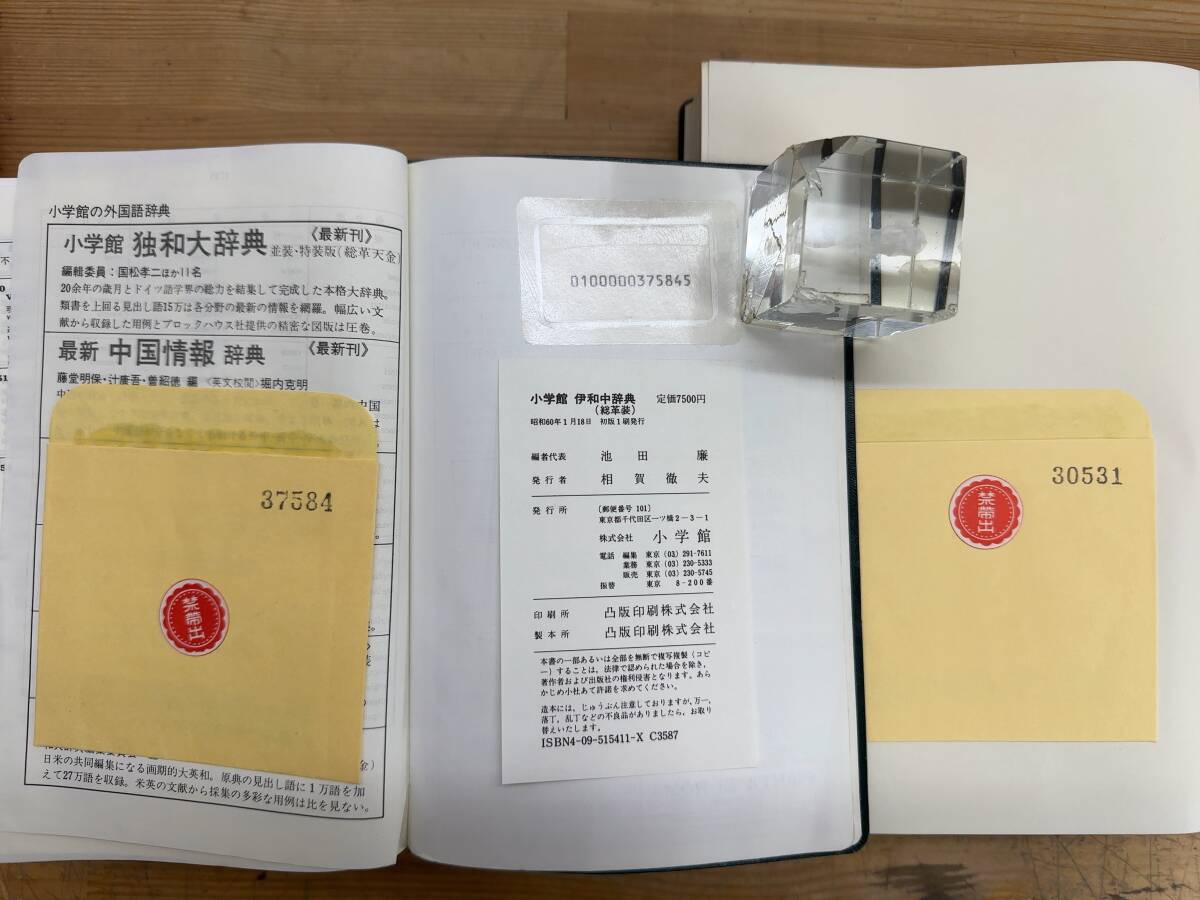 小学館の外国語辞典
小学館 独和大辞典 《最新刊》
並装・特装版(総革天金)
編輯委員:国松孝二ほか11名
20余年の歳月とドイツ語学界の総力を結集して完成した本格大辞典。
類書を上回る見出し語15万は各分野の最新の情報を網羅。幅広い文
献から収録した用例とブロックハウス社提供の精密な図版は圧巻。
最新 中国情報 辞典 《最新刊》
藤堂明保・辻康吾・曽紹徳 編 〈英文校閲〉堀内克明
37584
禁帯出
日米の共同編集になる画期的大英和。原典の見出し語に1万語を加
えて27万語を収録。米英の文献から採集の多彩な用例は比を見ない。
0100000375845
小学館 伊和中辞典 定価7500円
(総革装)
昭和60年1月18日 初版1刷発行
編者代表 池田 廉
発行者 相賀徹夫
発行所 〔郵便番号 101〕
東京都千代田区一ツ橋2-3-1
株式会社 小学館
電話 編集 東京(03)291-7611
業務 東京(03)230-5333
販売 東京(03)230-5745
振替 東京 8-200番
印刷所 凸版印刷株式会社
製本所 凸版印刷株式会社
本書の一部あるいは全部を無断で複写複製(コピ
ー)することは,法律で認められた場合を除き,
著作者および出版社の権利侵害となります。あら
かじめ小社あて許諾を求めてください。
造本には,じゅうぶん注意しておりますが,万一,
落丁,乱丁などの不良品がありましたら,お取り
替えいたします。
ISBN4-09-515411-X C3587
30531
禁帯出